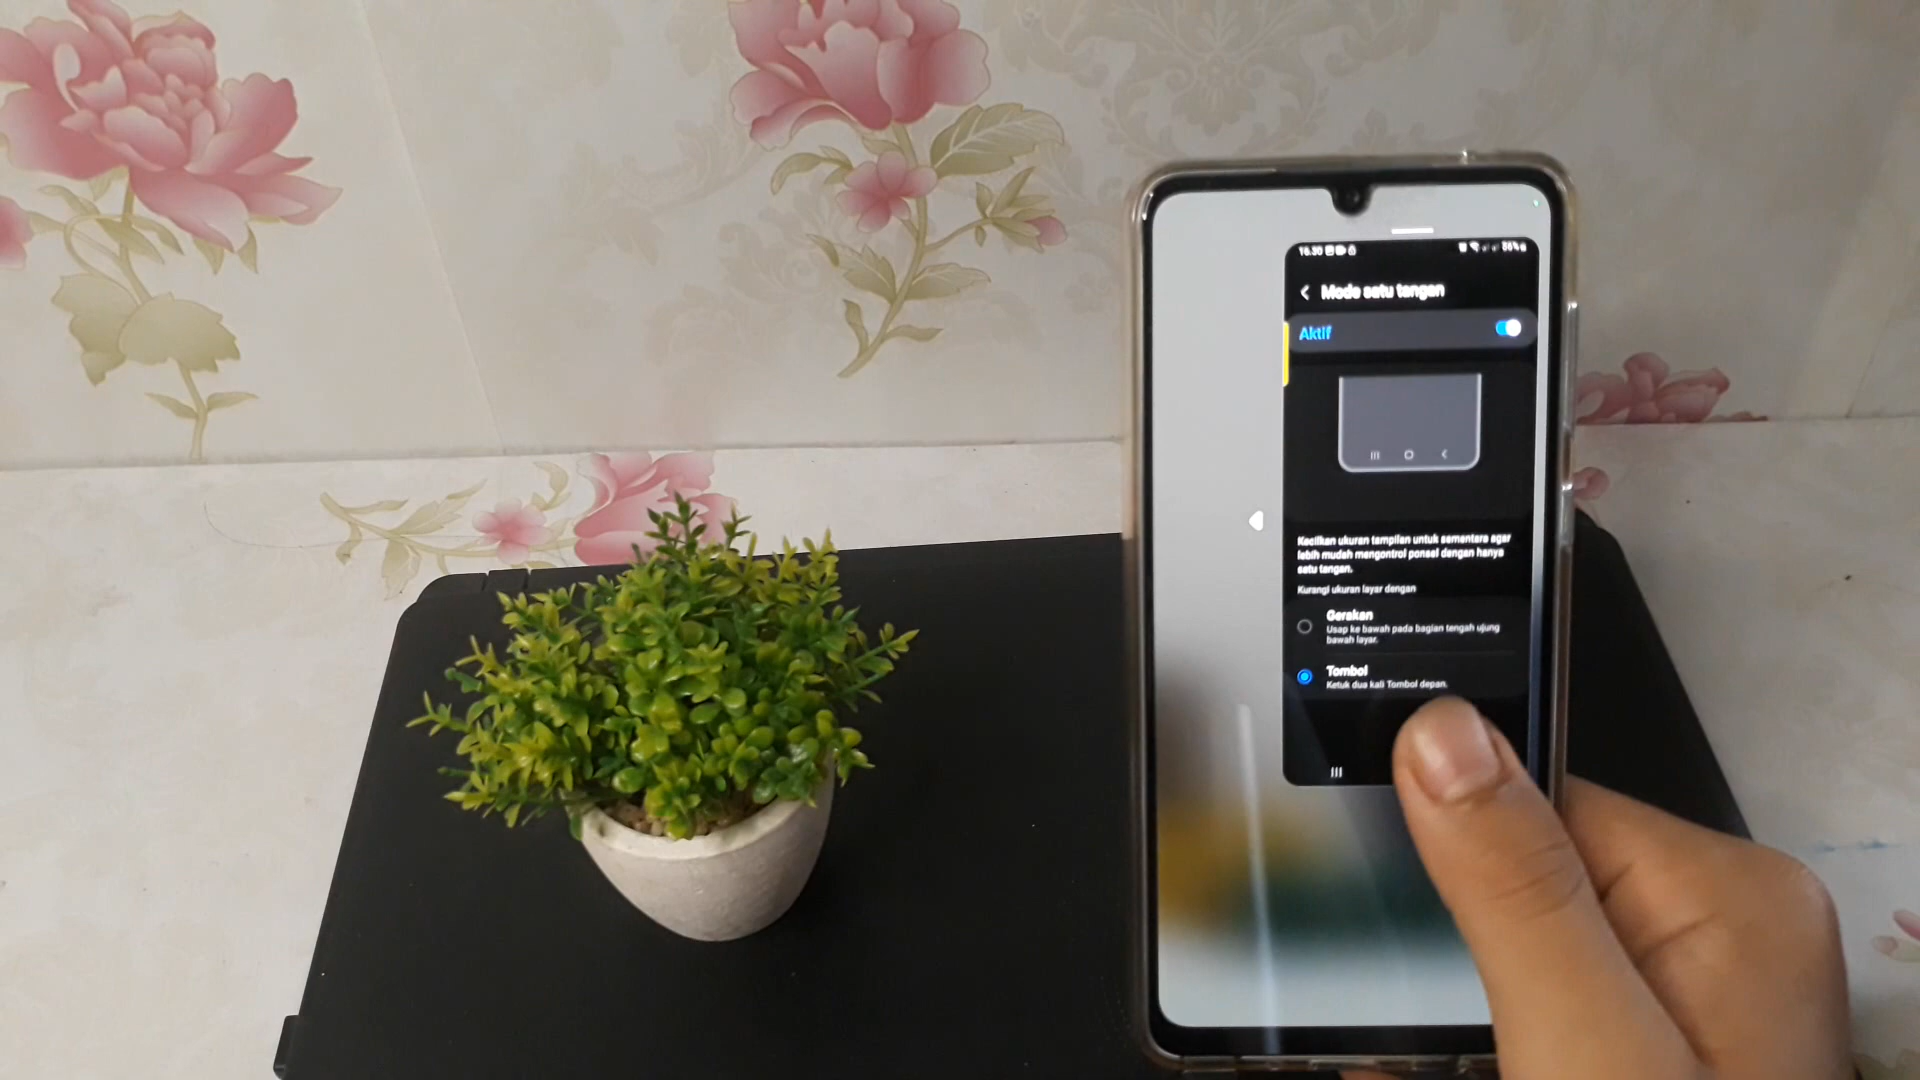 16.30
Mode satu tangan
Aktif
Kecilkan ukuran tampilan untuk sementara agar
lebih mudah mengontrol ponsel dengan hanya
satu tangan.
Kurangi ukuran layar dengan
Gerakan
Usap ke bawah pada bagian tengah ujung
bawah layar.
Tombol
Ketuk dua kali Tombol depan.